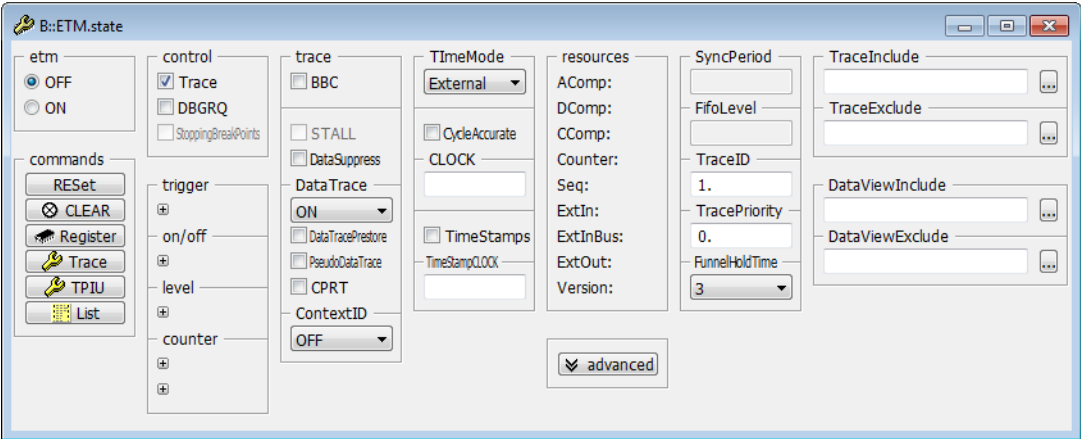 B::ETM.state
etm
OFF
ON
commands
RESet
CLEAR
Register
Trace
TPIU
List
control
Trace
DBGRQ
StoppingBreakPoints
trigger
on/off
level
counter
trace
BBC
STALL
DataSuppress
DataTrace
ON
DataTracePrestore
PseudoDataTrace
CPRT
ContextID
OFF
TImeMode
External
CycleAccurate
CLOCK
TimeStamps
TimeStampCLOCK
resources
AComp:
DComp:
CComp:
Counter:
Seq:
ExtIn:
ExtInBus:
ExtOut:
Version:
advanced
SyncPeriod
FifoLevel
TraceID
1.
TracePriority
0.
FunnelHoldTime
3
TraceInclude
...
TraceExclude
...
DataViewInclude
...
DataViewExclude
...